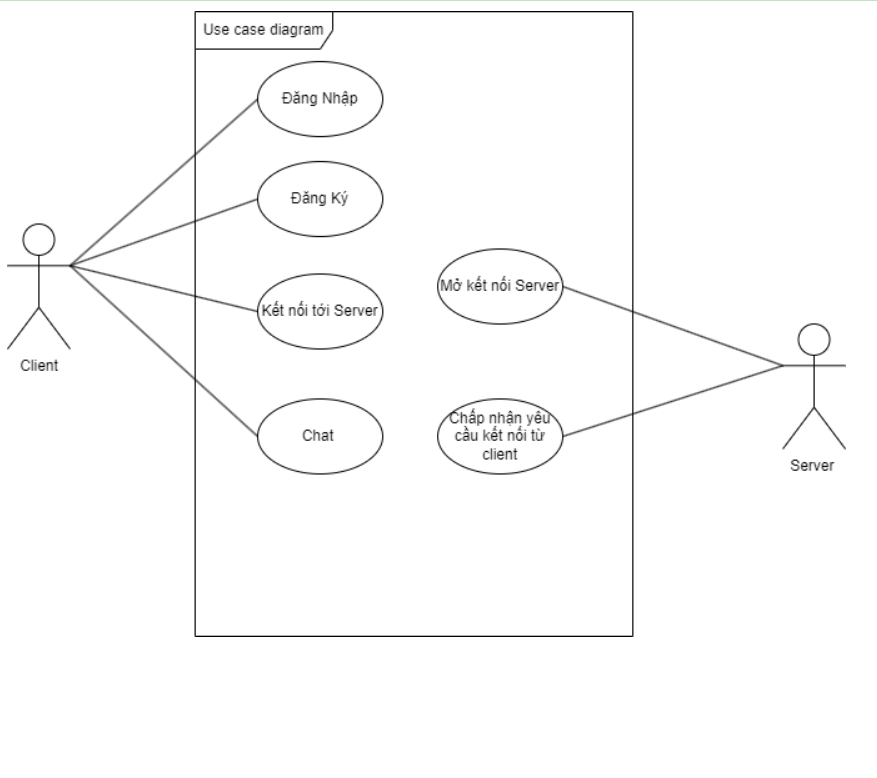 Use case diagram
Đăng Nhập
Đăng Ký
Kết nối tới Server
Chat
Mở kết nối Server
Chấp nhận yêu
cầu kết nối từ
client
Client
Server